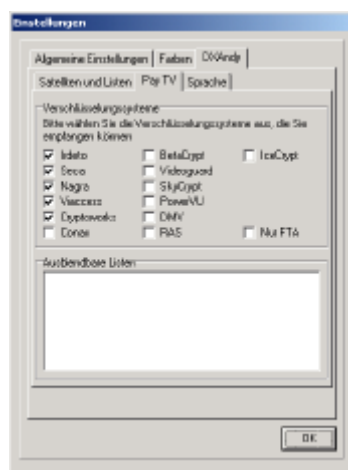 Einstellungen
Algemeine Einstellungen Farben DXAndy
Satelliten und Listen Pay TV Sprache
Verschlüsselungssysteme
Bitte wählen Sie die Verschlüsselungssysteme aus, die Sie
empfangen können
Irdeto BetaCrypt IceCrypt
Seca Videoguard
Nagra SkyCrypt
Viaccess PowerVU
Cryptoworks DMV
Conax RAS Nur FTA
Ausblendbare Listen
OK